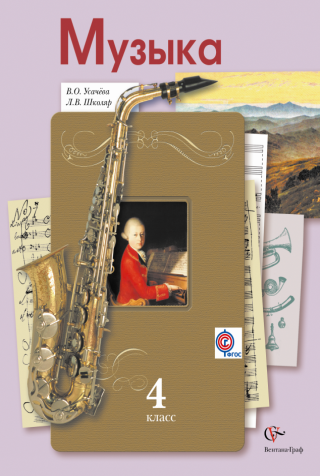 Музыка
В.О. Усачёва
Л.В. Школяр
ФГОС
4
класс
Вентана-Граф